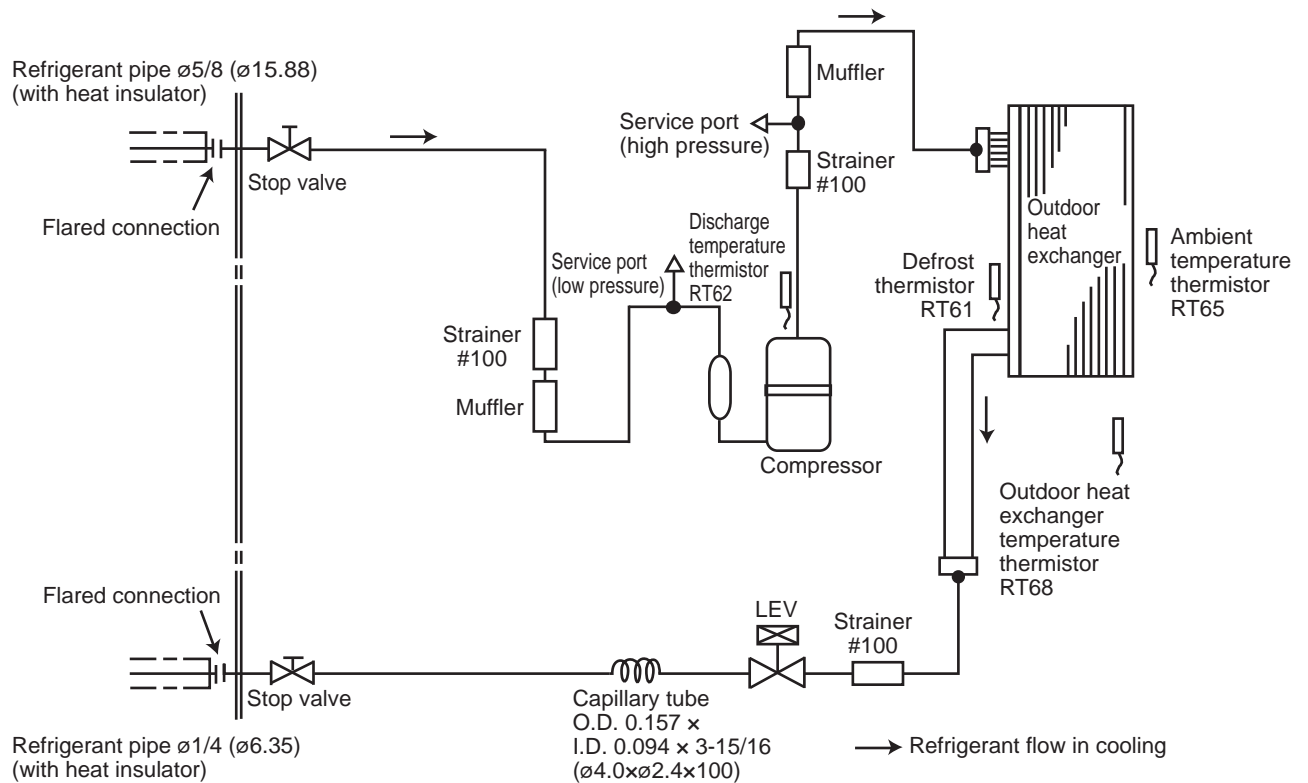 Refrigerant pipe ø5/8 (ø15.88)
(with heat insulator)
Flared connection
Stop valve
Service port
(high pressure)
Muffler
Strainer
#100
Discharge
temperature
thermistor
RT62
Service port
(low pressure)
Strainer
#100
Muffler
Compressor
Outdoor
heat
exchanger
Defrost
thermistor
RT61
Ambient
temperature
thermistor
RT65
Outdoor heat
exchanger
temperature
thermistor
RT68
Flared connection
Stop valve
LEV
Strainer
#100
Capillary tube
O.D. 0.157 ×
I.D. 0.094 × 3-15/16
(ø4.0×ø2.4×100)
Refrigerant pipe ø1/4 (ø6.35)
(with heat insulator)
Refrigerant flow in cooling